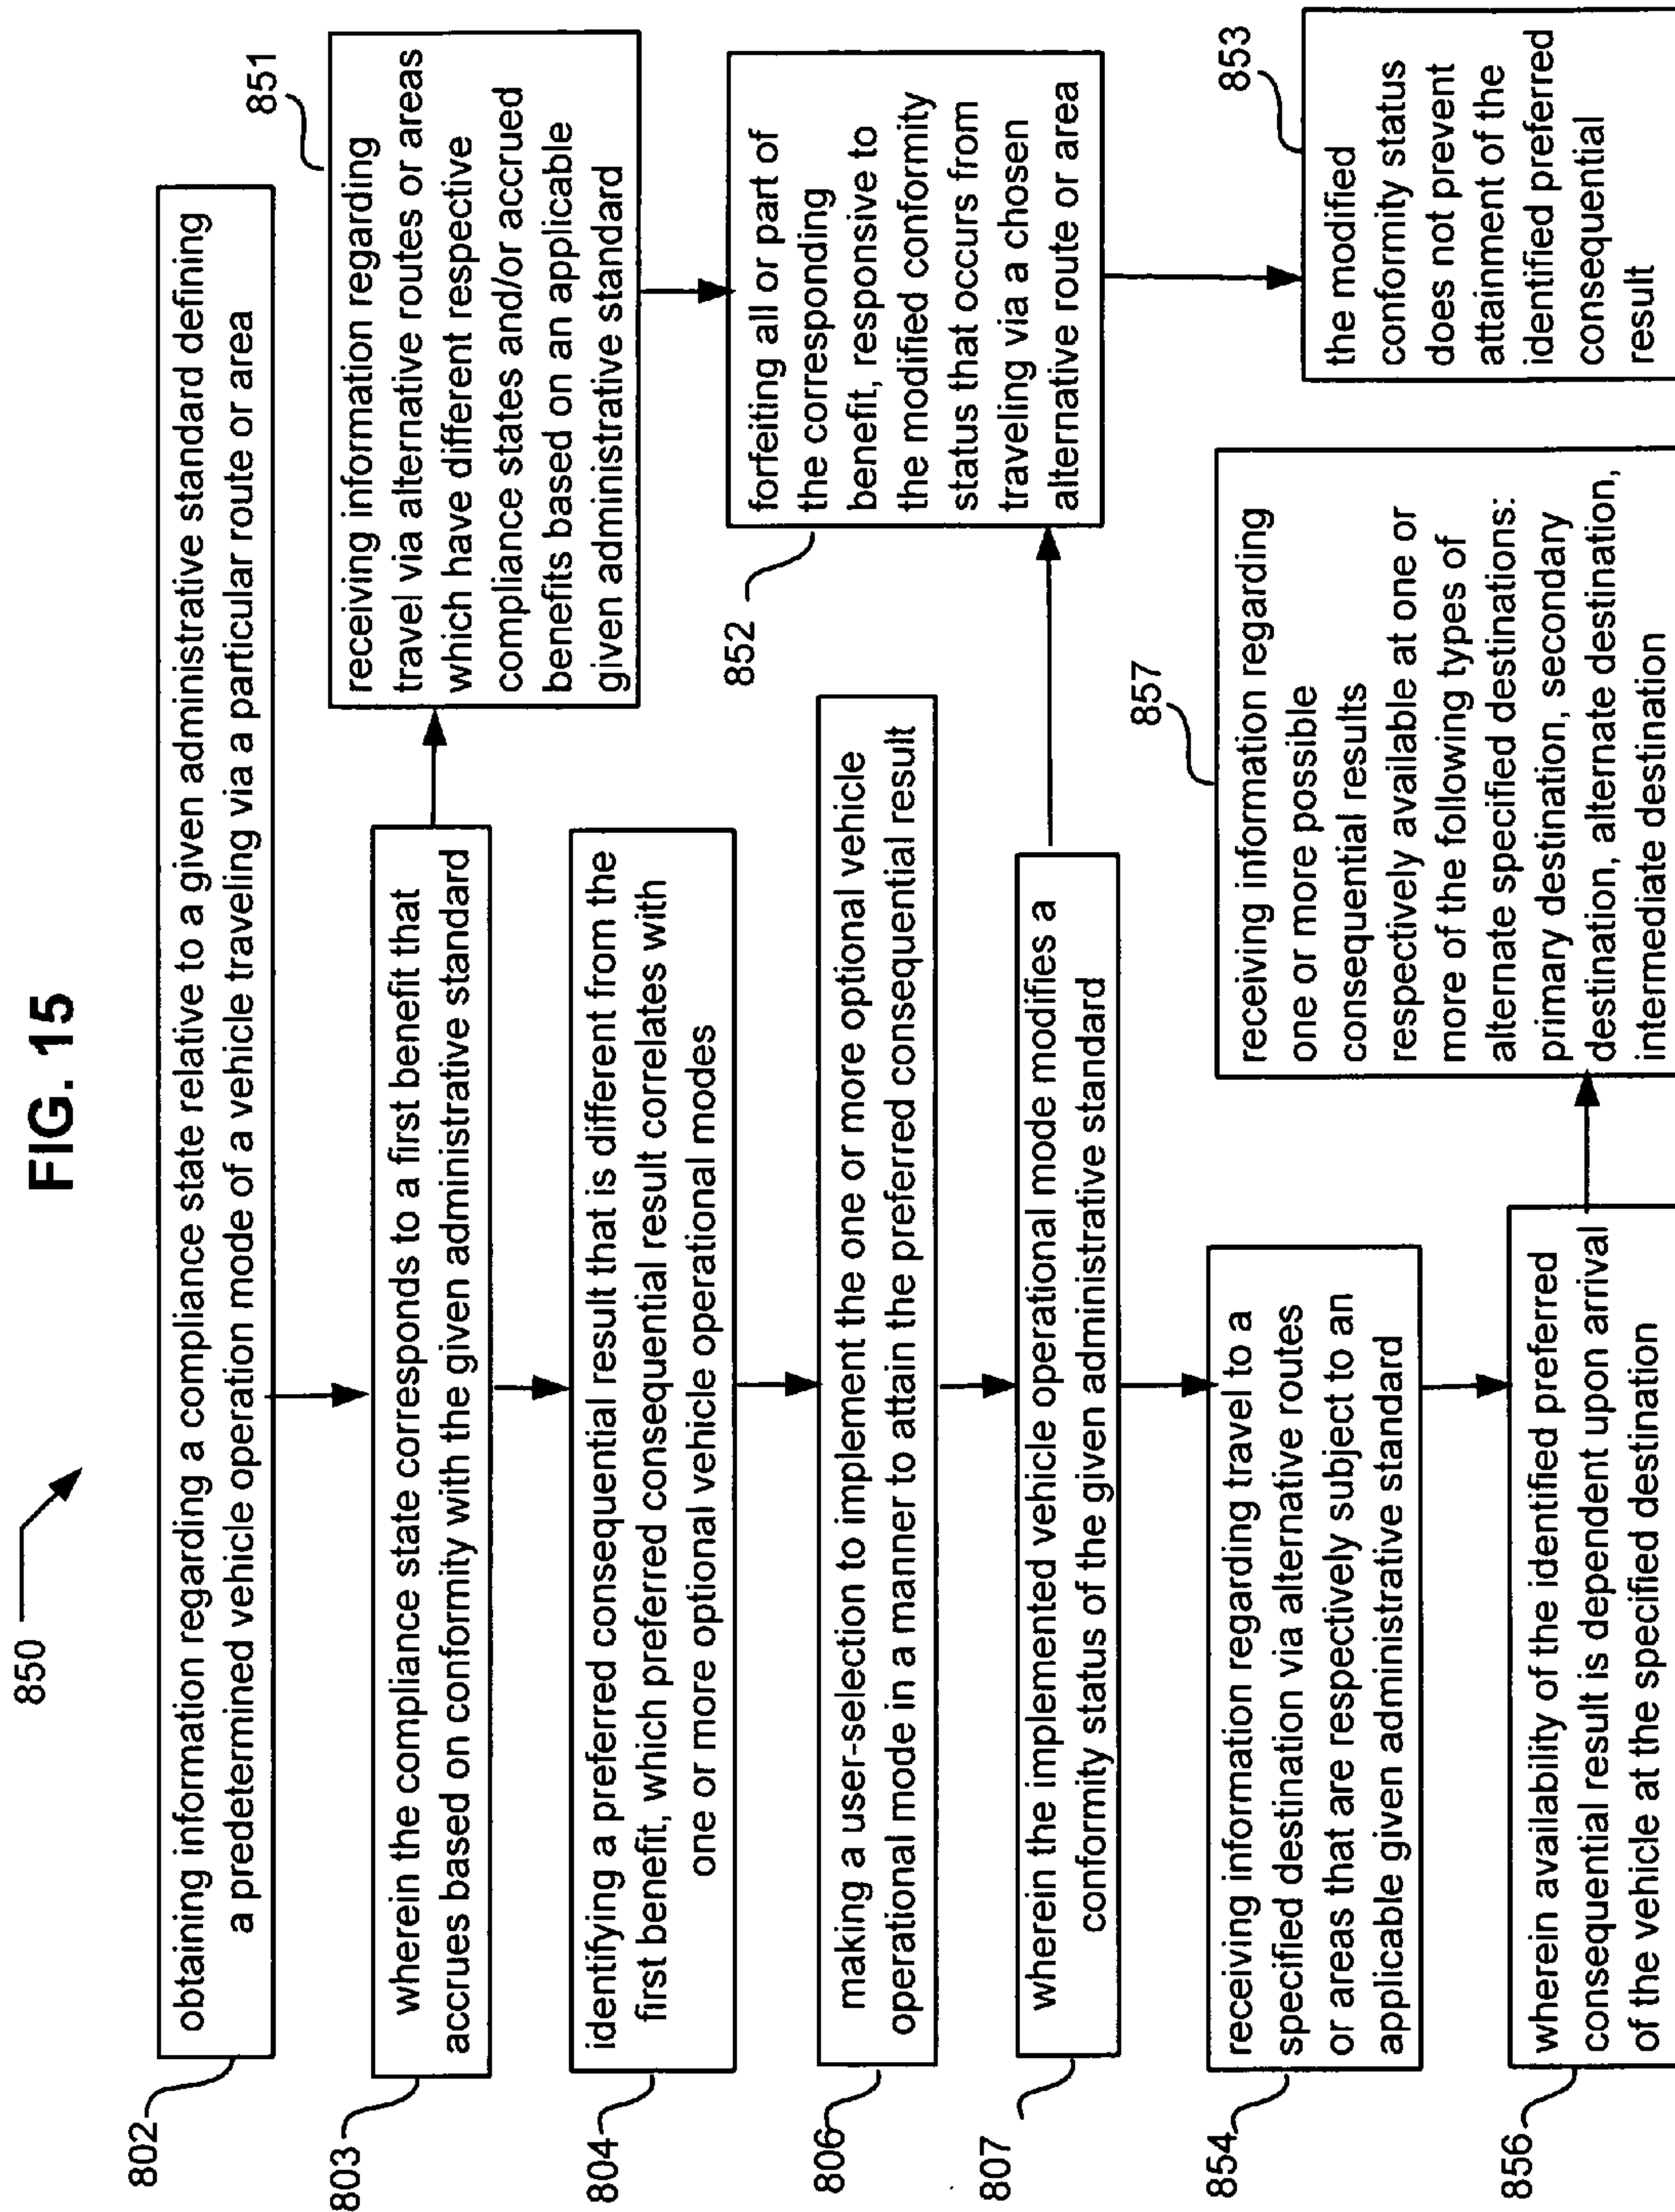 FIG. 15
850
802
obtaining information regarding a compliance state relative to a given administrative standard defining
a predetermined vehicle operation mode of a vehicle traveling via a particular route or area
803
wherein the compliance state corresponds to a first benefit that
accrues based on conformity with the given administrative standard
851
receiving information regarding
travel via alternative routes or areas
which have different respective
compliance states and/or accrued
benefits based on an applicable
given administrative standard
804
identifying a preferred consequential result that is different from the
first benefit, which preferred consequential result correlates with
one or more optional vehicle operational modes
806
making a user-selection to implement the one or more optional vehicle
operational mode in a manner to attain the preferred consequential result
852
forfeiting all or part of
the corresponding
benefit, responsive to
the modified conformity
status that occurs from
traveling via a chosen
alternative route or area
807
wherein the implemented vehicle operational mode modifies a
conformity status of the given administrative standard
854
receiving information regarding travel to a
specified destination via alternative routes
or areas that are respectively subject to an
applicable given administrative standard
857
receiving information regarding
one or more possible
consequential results
respectively available at one or
more of the following types of
alternate specified destinations:
primary destination, secondary
destination, alternate destination,
intermediate destination
853
the modified
conformity status
does not prevent
attainment of the
identified preferred
consequential
result
856
wherein availability of the identified preferred
consequential result is dependent upon arrival
of the vehicle at the specified destination